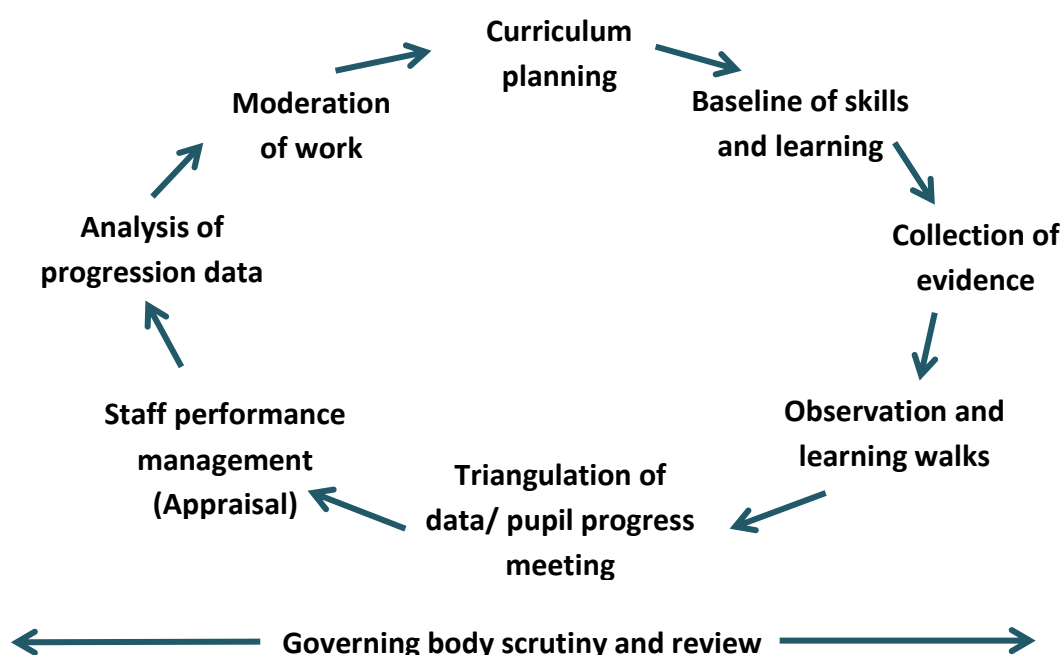 Curriculum
planning
Baseline of skills
and learning
Collection of
evidence
Observation and
learning walks
Triangulation of
data/ pupil progress
meeting
Staff performance
management
(Appraisal)
Analysis of
progression data
Moderation
of work
Governing body scrutiny and review